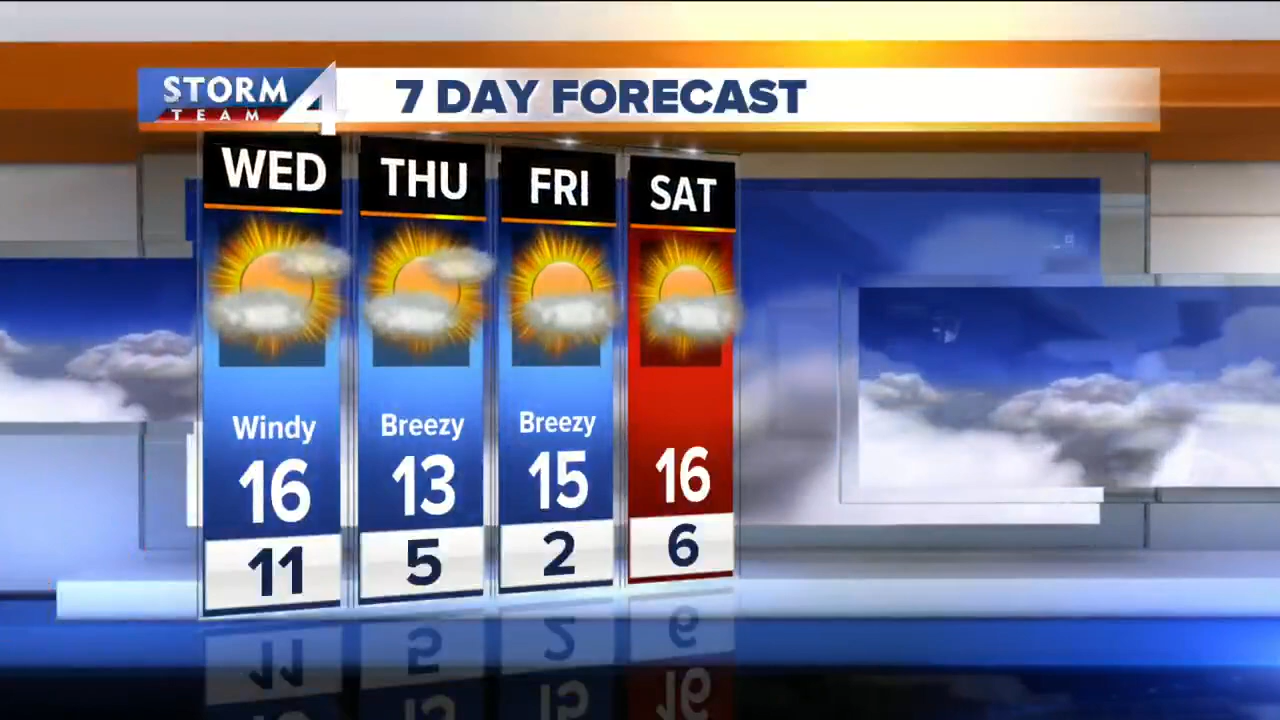 STORM
TEAM
4
7 DAY FORECAST
WED
THU
FRI
SAT
Windy
Breezy
Breezy
16
13
15
16
11
5
2
6